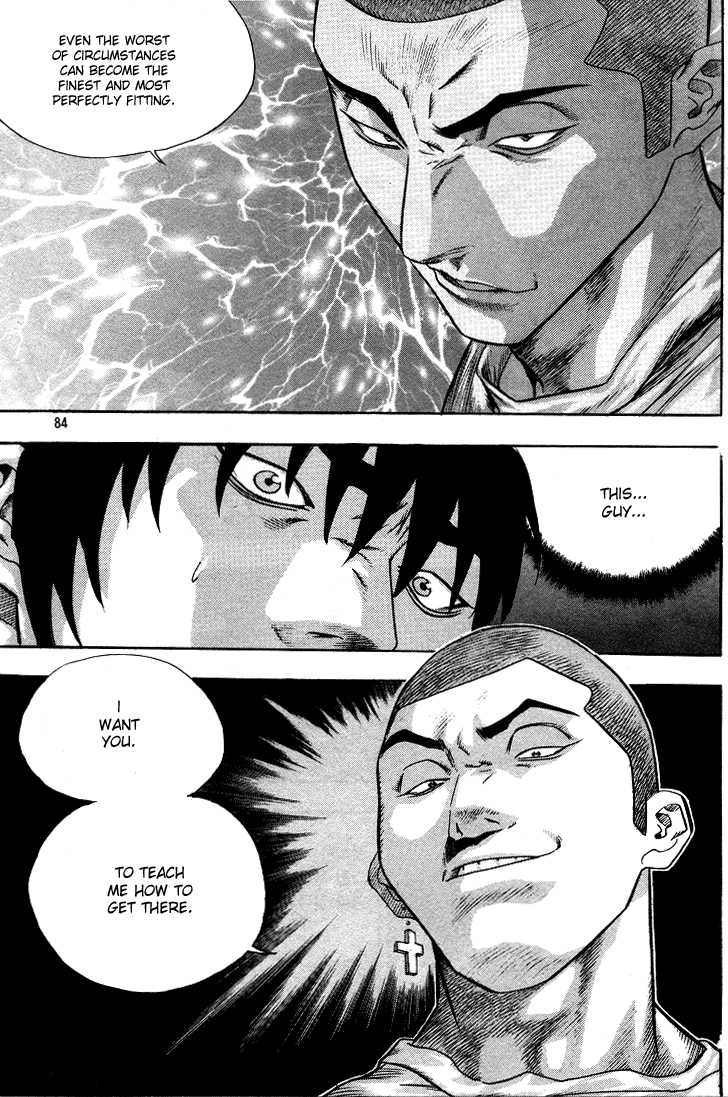 EVEN THE WORST
OF CIRCUMSTANCES
CAN BECOME THE
FINEST AND MOST
PERFECTLY FITTING.
84
THIS...
GUY...
I
WANT
YOU.
TO TEACH
ME HOW TO
GET THERE.